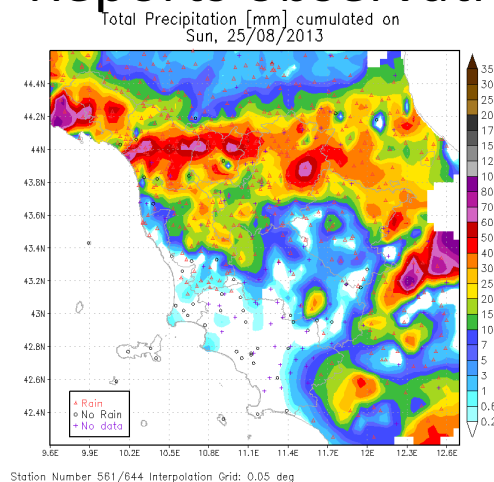 Reports Observati
Total Precipitation [mm] cumulated on
Sun, 25/08/2013
44.4N
44.2N
44N
43.8N
43.6N
43.4N
43.2N
43N
42.8N
42.6N
42.4N
9.6E 9.9E 10.2E 10.5E 10.8E 11.1E 11.4E 11.7E 12E 12.3E 12.6E
Rain
No Rain
No data
35
30
25
20
17
15
12
10
80
70
60
50
40
30
25
20
15
10
7
5
3
1
0.6
0.2
Station Number 561/644 Interpolation Grid: 0.05 deg